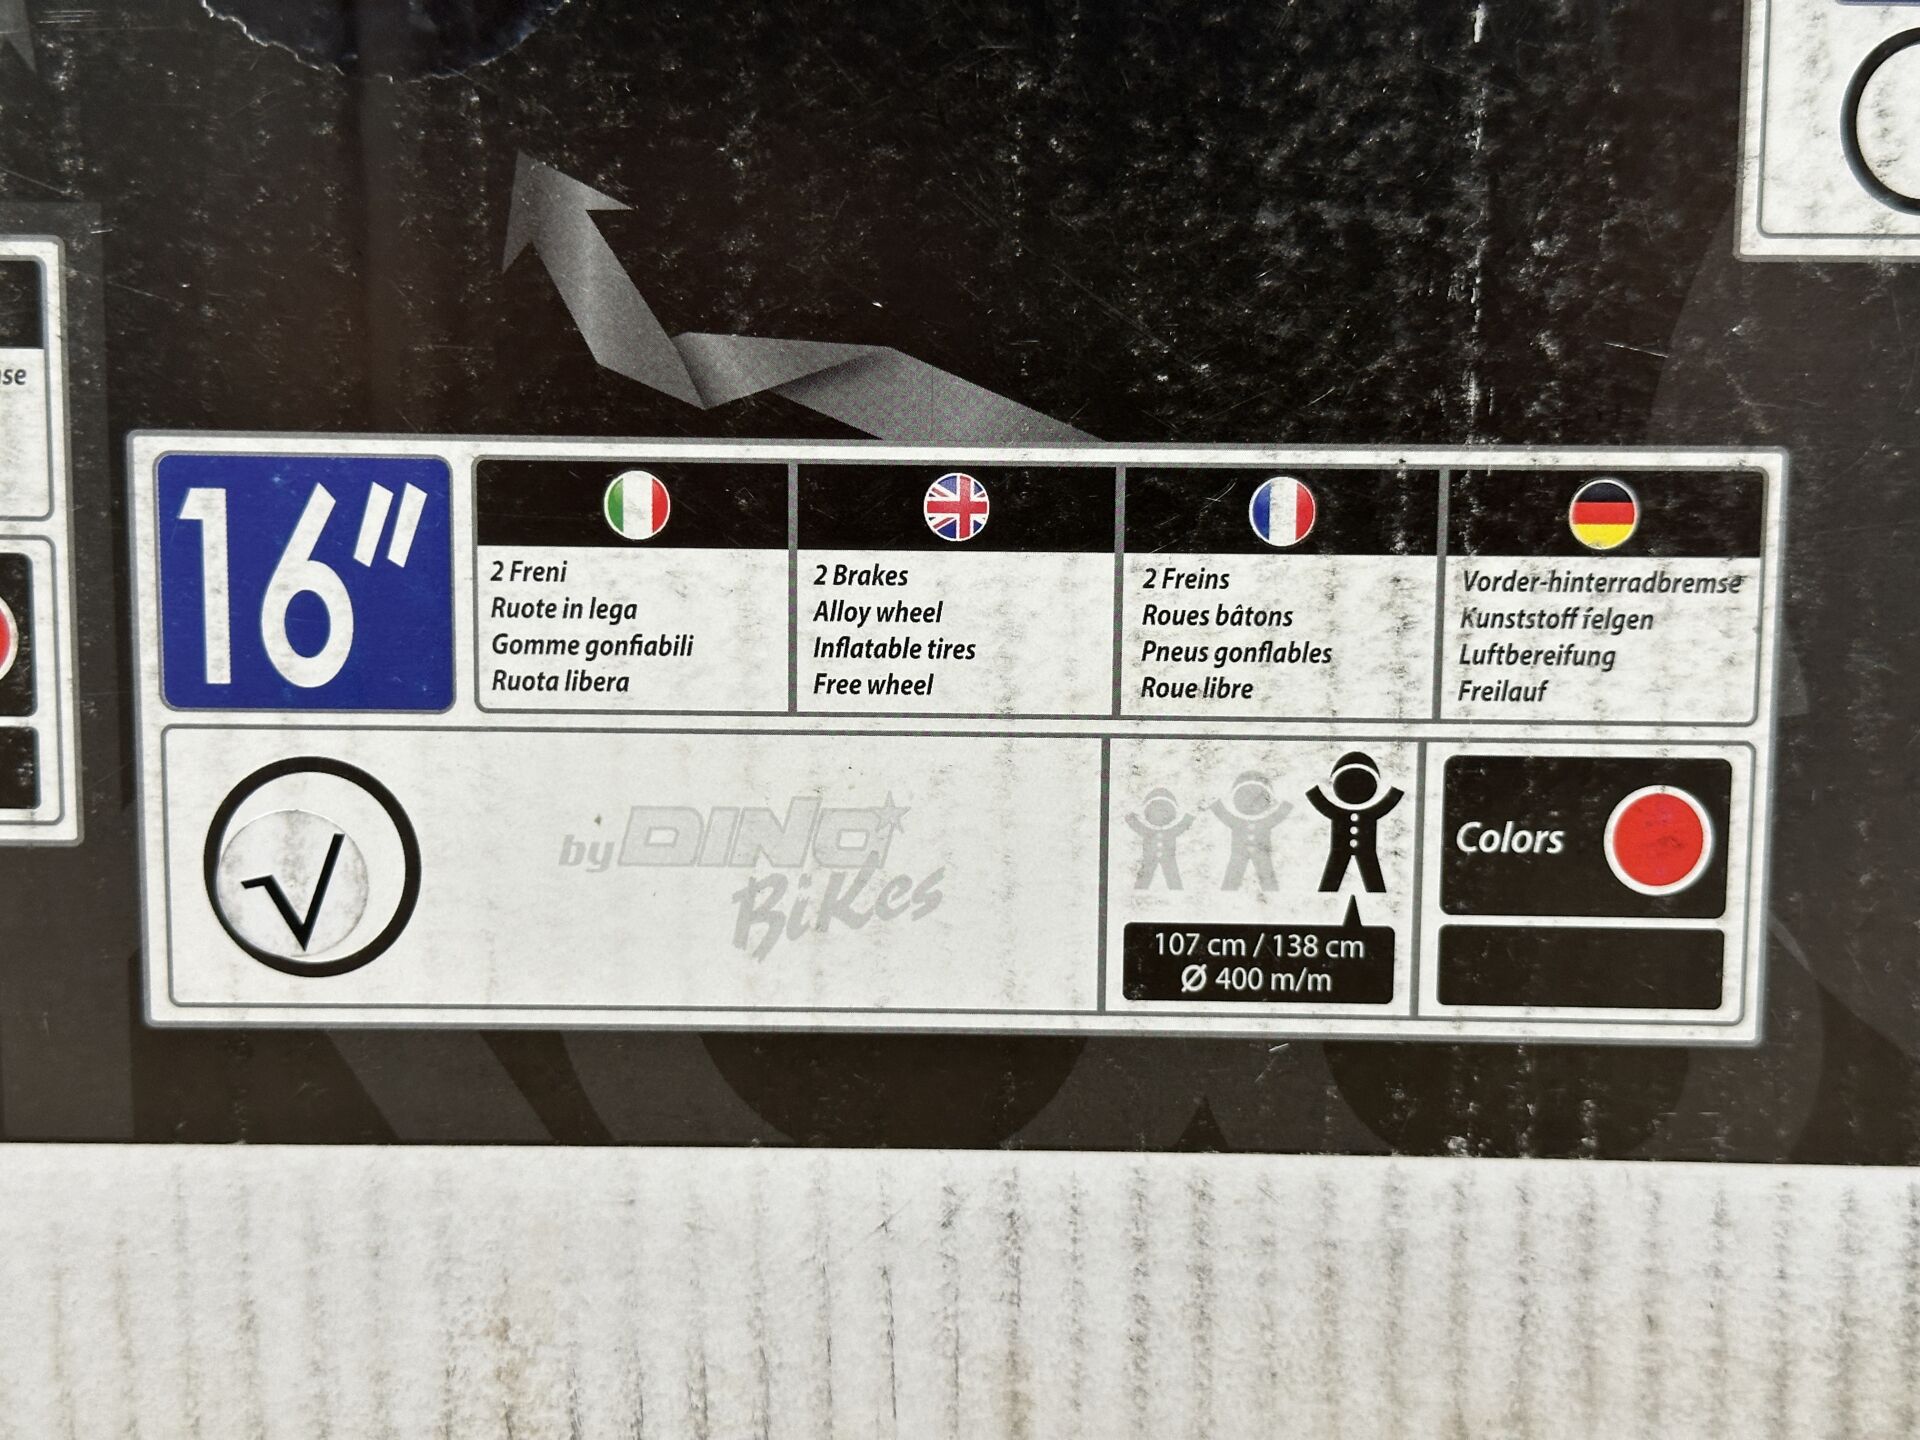 se
16"
2 Freni
Ruote in lega
Gomme gonfiabili
Ruota libera
2 Brakes
Alloy wheel
Inflatable tires
Free wheel
2 Freins
Roues bâtons
Pneus gonflables
Roue libre
Vorder-hinterradbremse
Kunststoff felgen
Luftbereifung
Freilauf
by DINO
BiKes
107 cm / 138 cm
Ø 400 m/m
Colors